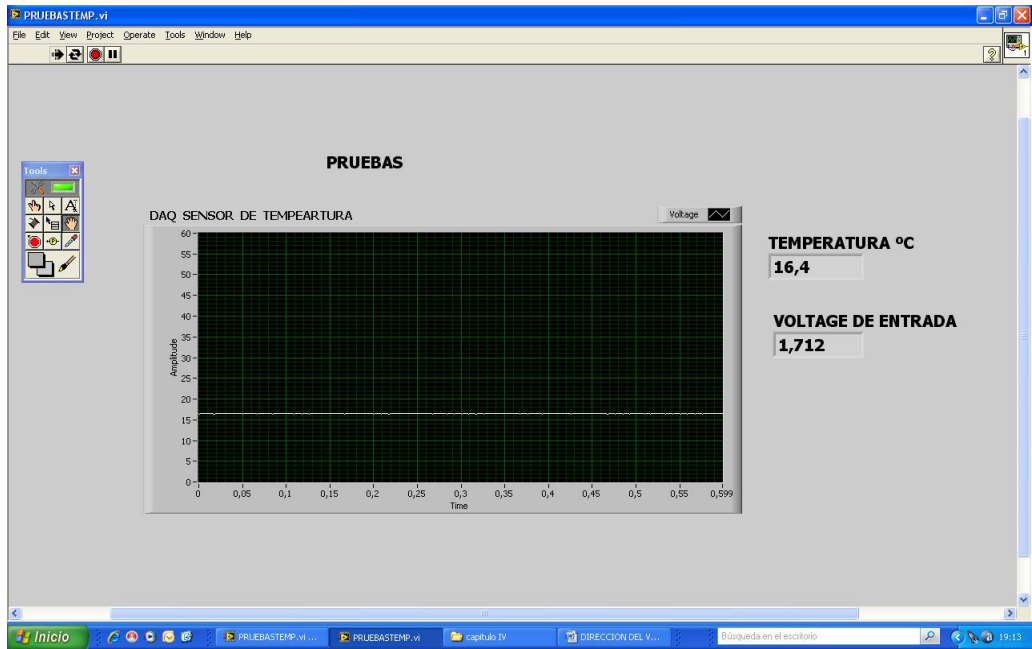 PRUEBASTEMP.vi
File Edit View Project Operate Tools Window Help
1
PRUEBAS
Tools
DAQ SENSOR DE TEMPEARTURA
Voltage
60
55
50
45
40
35
30
25
20
15
10
5
0
Amplitude
0 0,05 0,1 0,15 0,2 0,25 0,3 0,35 0,4 0,45 0,5 0,55 0,599
Time
TEMPERATURA ºC
16,4
VOLTAGE DE ENTRADA
1,712
Inicio PRUEBASTEMP.vi ... PRUEBASTEMP.vi capitulo IV DIRECCION DEL V... Búsqueda en el escritorio 19:13